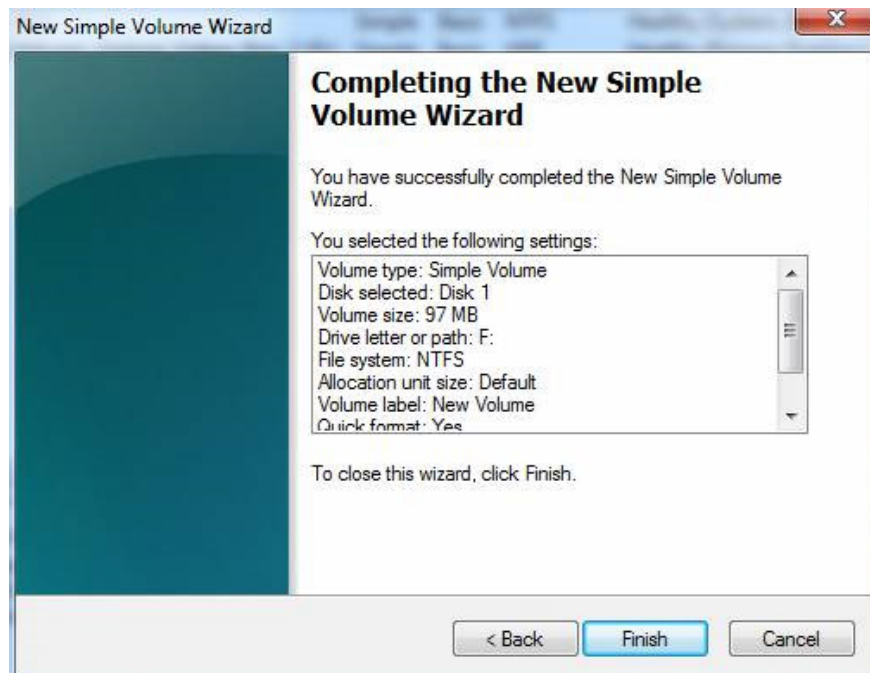 New Simple Volume Wizard
Completing the New Simple
Volume Wizard
You have successfully completed the New Simple Volume
Wizard.
You selected the following settings:
Volume type: Simple Volume
Disk selected: Disk 1
Volume size: 97 MB
Drive letter or path: F:
File system: NTFS
Allocation unit size: Default
Volume label: New Volume
Quick format: Yes
To close this wizard, click Finish.
< Back
Finish
Cancel